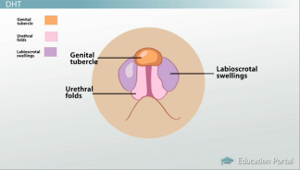 DHT
Genital
tubercle
Urethral
folds
Labioscrotal
swellings
Genital
tubercle
Labioscrotal
swellings
Urethral
folds
Education Portal